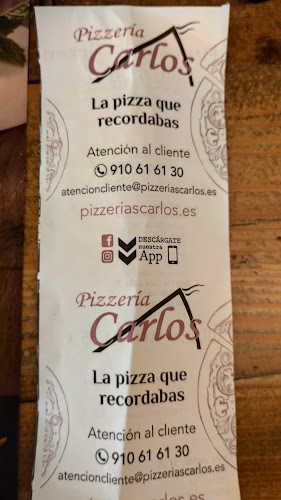 Pizzería
Carlos
La pizza que
recordabas
Atención al cliente
910 61 61 30
atencioncliente@pizzeriascarlos.es
pizzeriascarlos.es
DESCÁRGATE
nuestra
App
Pizzería
Carlos
La pizza que
recordabas
Atención al cliente
910 61 61 30
atencioncliente@pizzeriascarlos.es